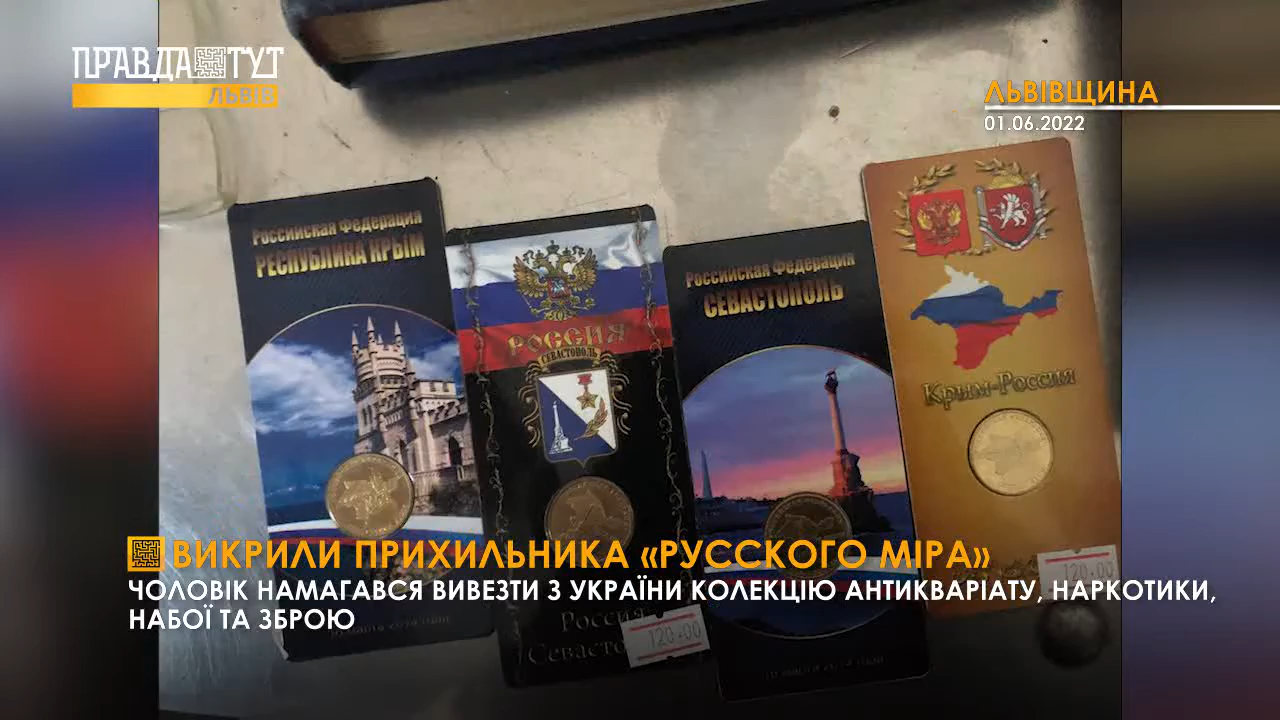 ПРАВДА ТУТ
ЛЬВІВ
ЛЬВІВЩИНА
01.06.2022
Российская Федерация
РЕСПУБЛИКА КРЫМ
РОССИЯ
СЕВАСТОПОЛЬ
Российская Федерация
СЕВАСТОПОЛЬ
Крым-Россия
ВИКРИЛИ ПРИХИЛЬНИКА «РУССКОГО МІРА»
ЧОЛОВІК НАМАГАВСЯ ВИВЕЗТИ З УКРАЇНИ КОЛЕКЦІЮ АНТИКВАРІАТУ, НАРКОТИКИ,
НАБОЇ ТА ЗБРОЮ
Россия
120.00
120.00